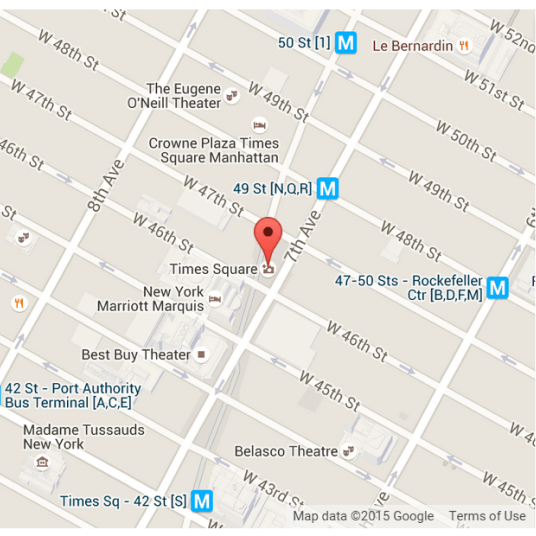 W 48th St
50 St [1]
Le Bernardin
W 52nd
W 47th St
The Eugene
O'Neill Theater
W 49th St
W 51st St
Crowne Plaza Times
Square Manhattan
W 50th St
46th St
8th Ave
W 47th St
49 St [N,Q,R]
W 49th St
St
W 46th St
7th Ave
W 48th St
Times Square
47-50 Sts - Rockefeller
Ctr [B,D,F,M]
New York
Marriott Marquis
W 46th St
Best Buy Theater
42 St - Port Authority
Bus Terminal [A,C,E]
W 45th St
Madame Tussauds
New York
Belasco Theatre
Times Sq - 42 St [S]
W 43rd St
W 45th S
Map data ©2015 Google Terms of Use